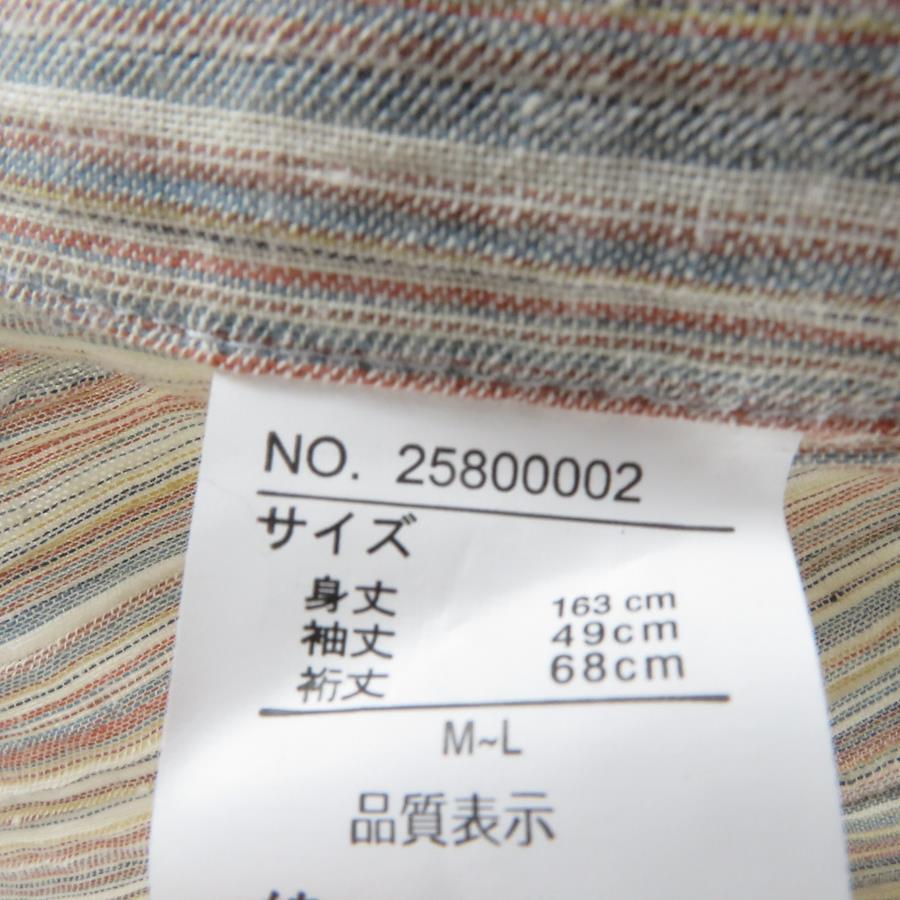 NO. 25800002
サイズ
身丈 163 cm
袖丈 49cm
裄丈 68cm
M~L
品質表示